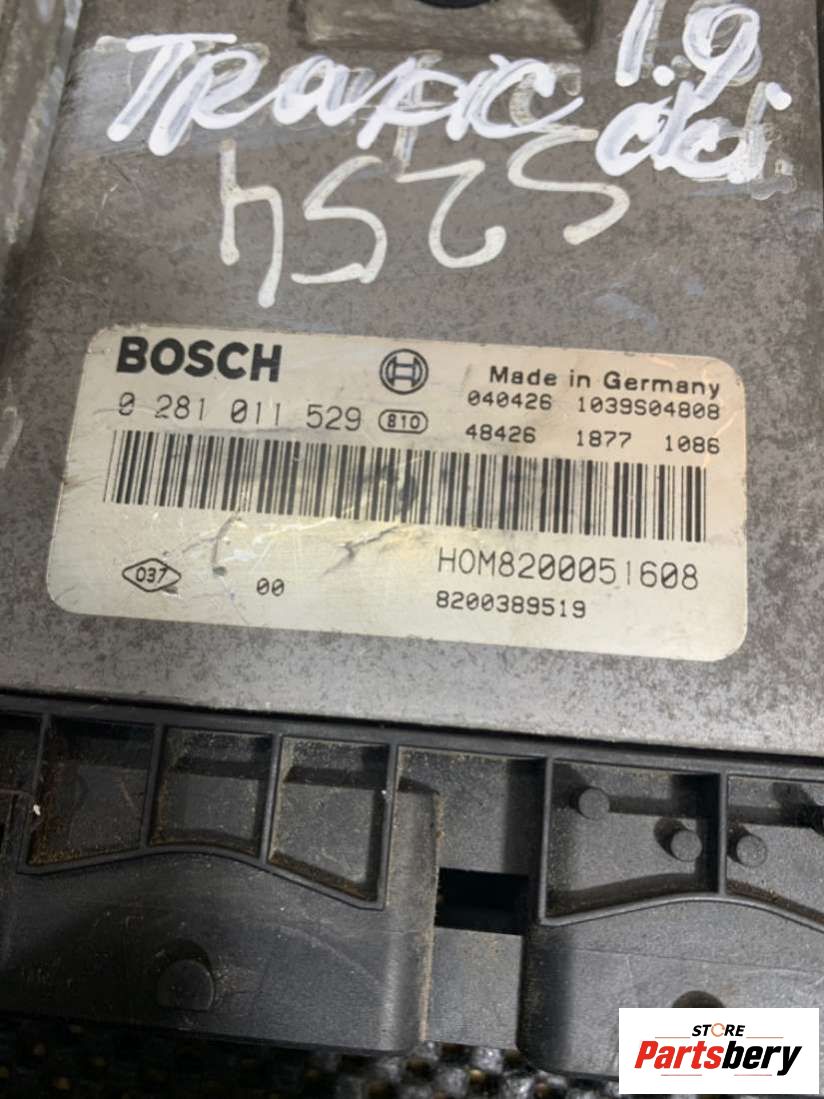 Trafic 1.9
dci
5254
BOSCH
Made in Germany
0 281 011 529 810
040426 1039S04808
48426 1877 1086
037
00
HOM8200051608
8200389519
STORE
Partsbery